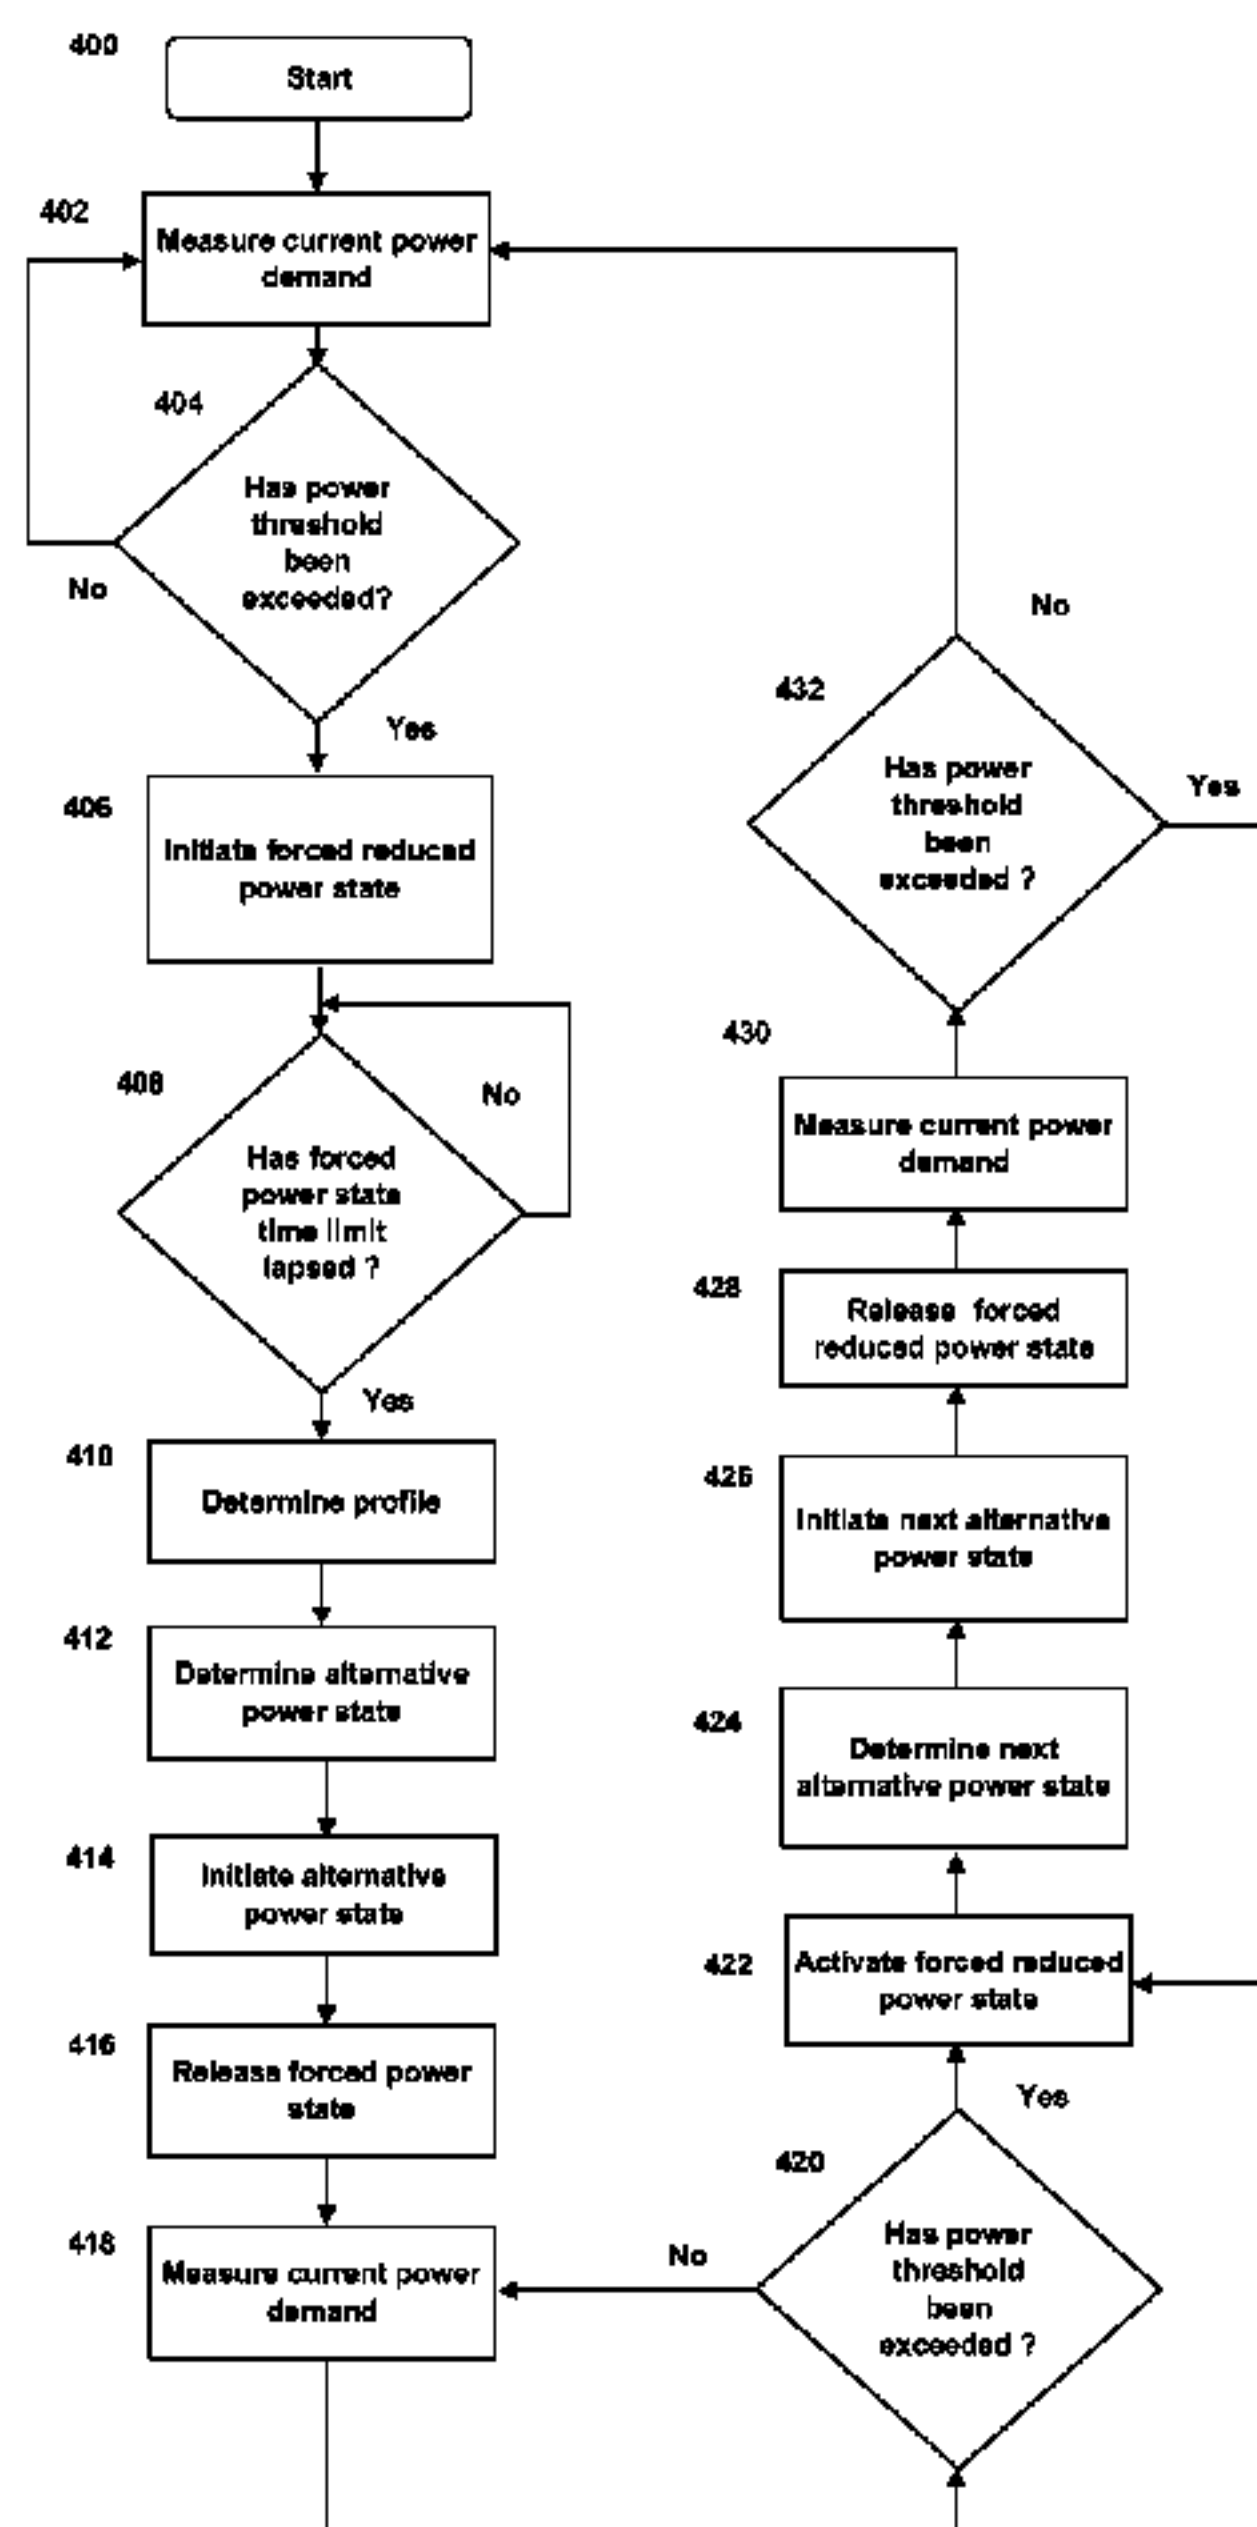 400
Start
402
Measure current power
demand
404
Has power
threshold
been
exceeded?
No
Yes
406
Initiate forced reduced
power state
408
No
Has forced
power state
time limit
lapsed ?
Yes
410
Determine profile
412
Determine alternative
power state
414
Initiate alternative
power state
416
Release forced power
state
418
Measure current power
demand
No
420
Has power
threshold
been
exceeded ?
Yes
422
Activate forced reduced
power state
424
Determine next
alternative power state
426
Initiate next alternative
power state
428
Release forced
reduced power state
430
Measure current power
demand
432
Has power
threshold
been
exceeded ?
Yes
No